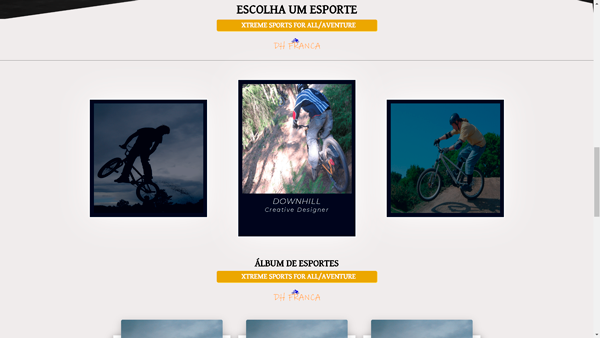 ESCOLHA UM ESPORTE
XTREME SPORTS FOR ALL/AVENTURE
DH FRANCA
DOWNHILL
Creative Designer
ÁLBUM DE ESPORTES
XTREME SPORTS FOR ALL/AVENTURE
DH FRANCA